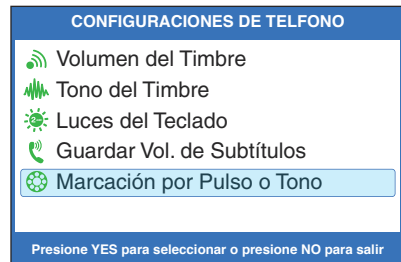 CONFIGURACIONES DE TELFONO
Volumen del Timbre
Tono del Timbre
Luces del Teclado
Guardar Vol. de Subtítulos
Marcación por Pulso o Tono
Presione YES para seleccionar o presione NO para salir